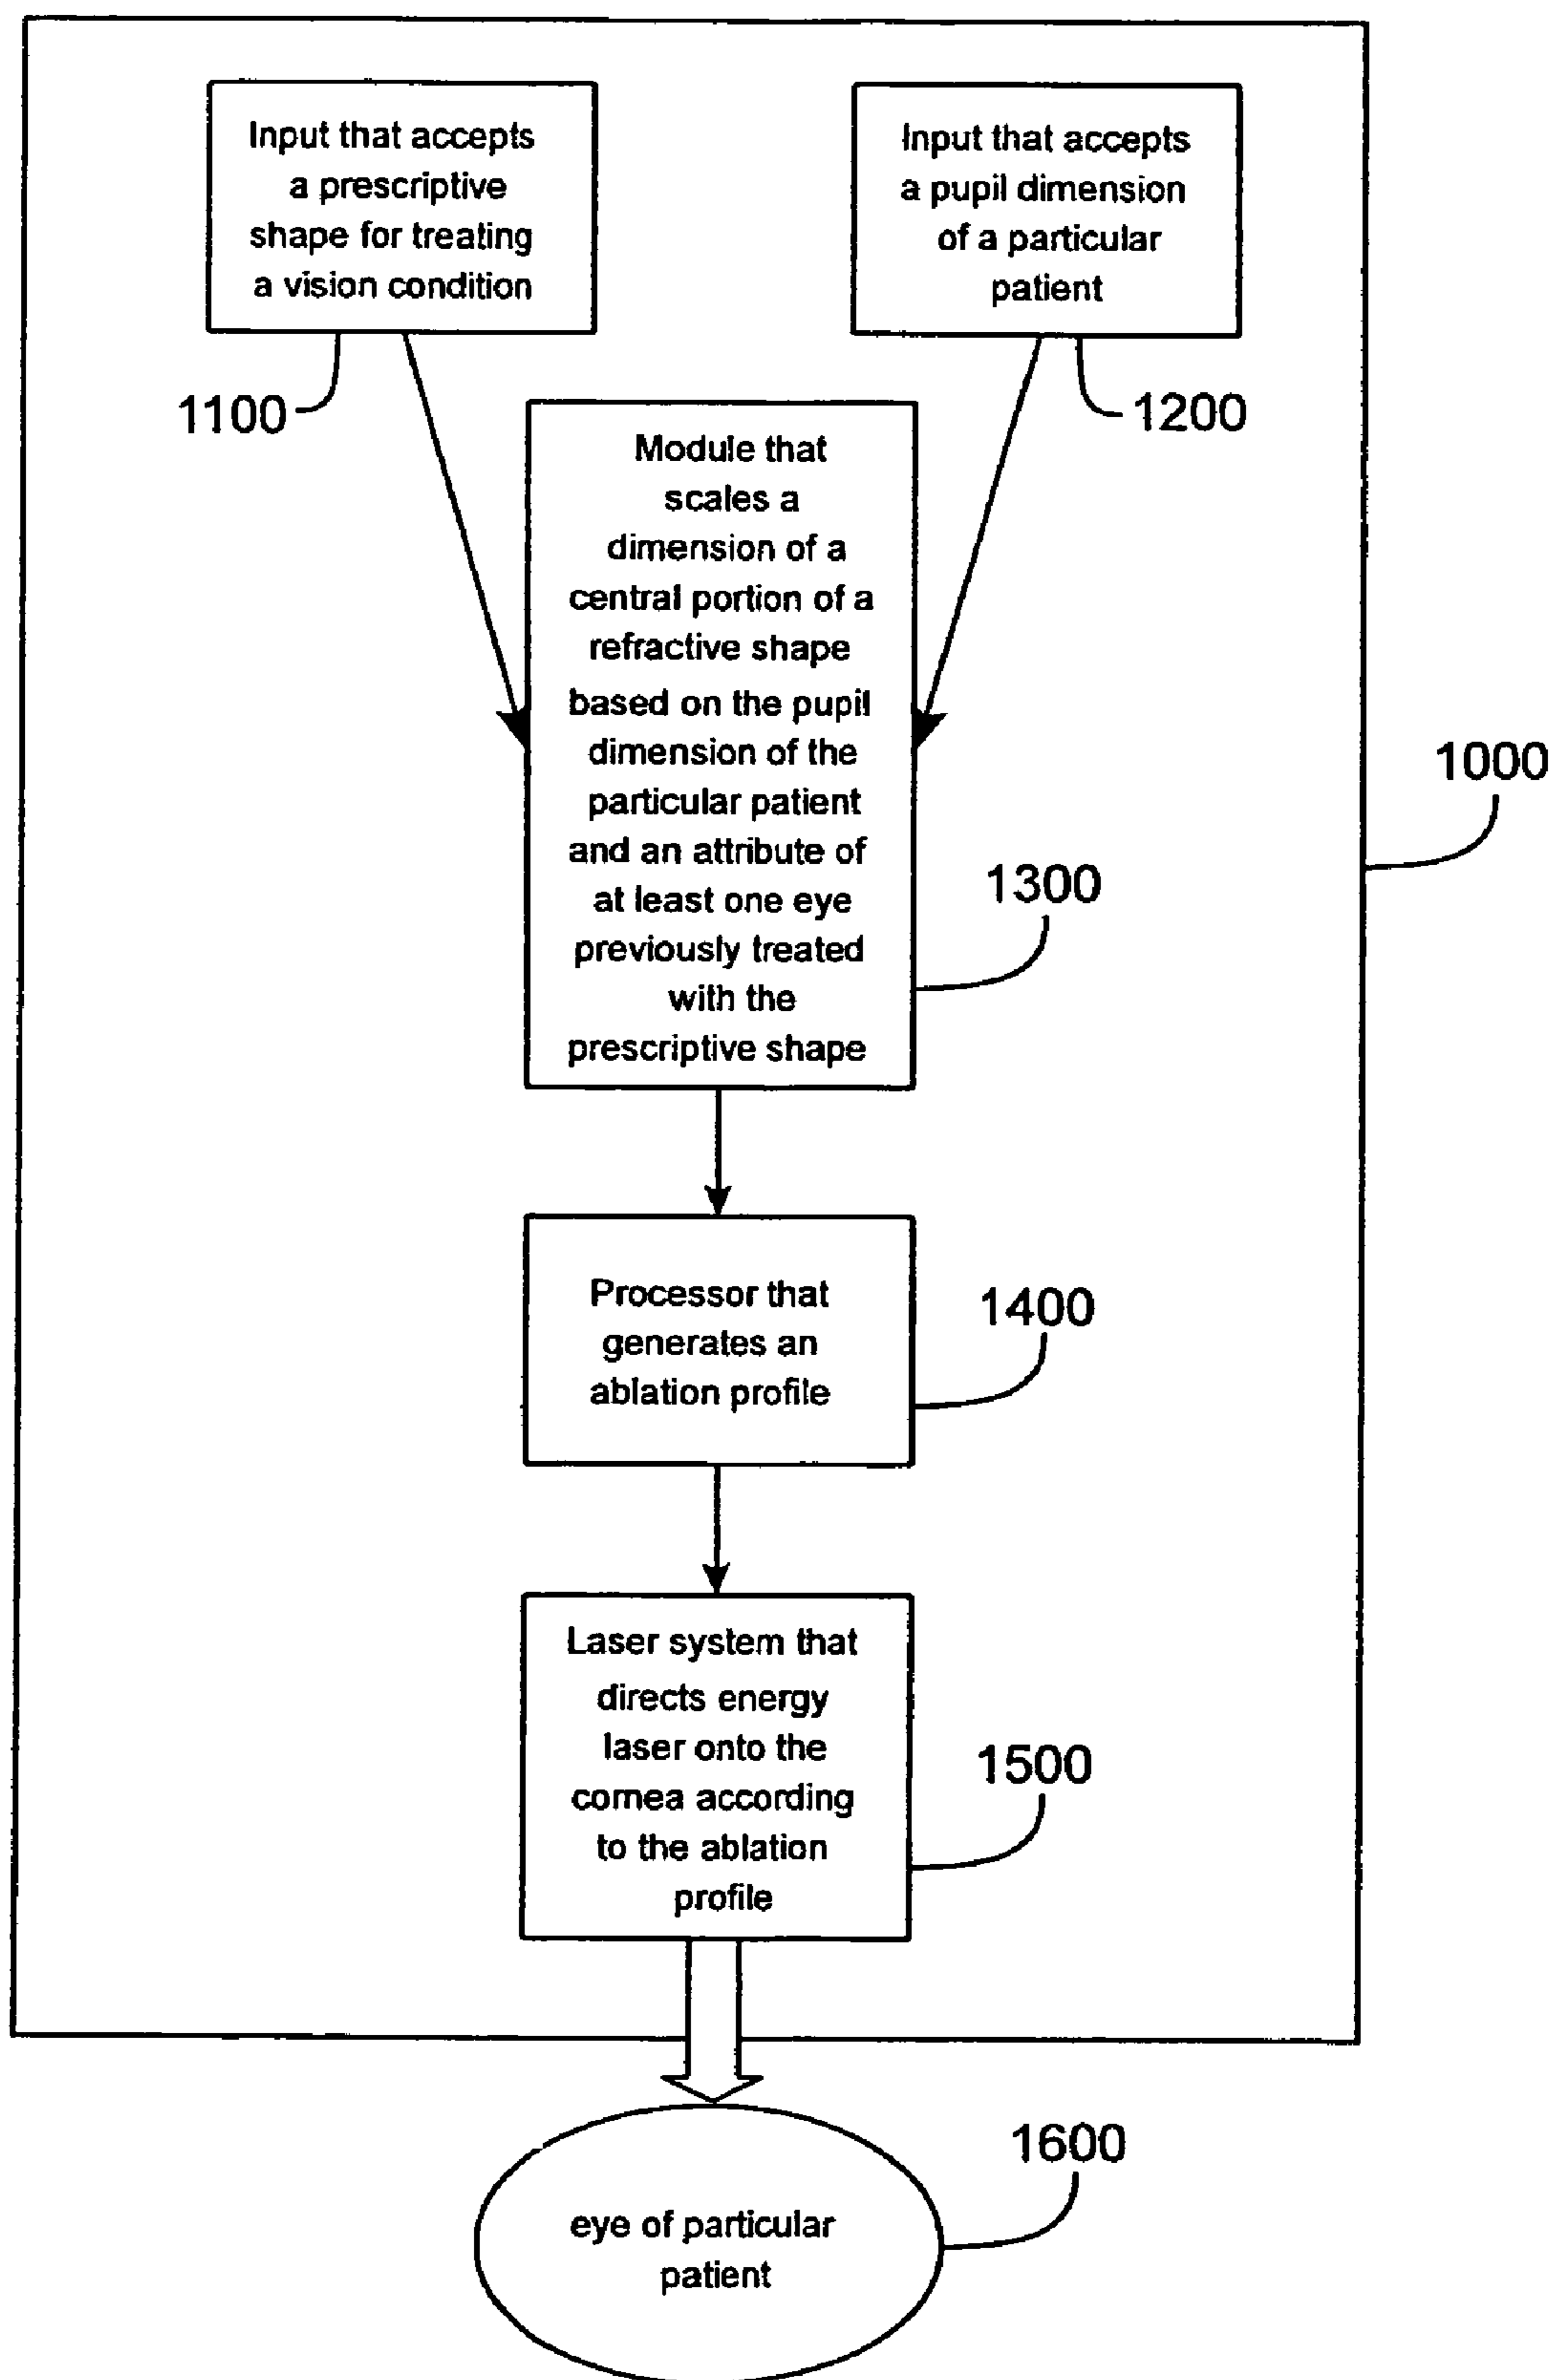 Input that accepts
a prescriptive
shape for treating
a vision condition
Input that accepts
a pupil dimension
of a particular
patient
1100
1200
Module that
scales a
dimension of a
central portion of a
refractive shape
based on the pupil
dimension of the
particular patient
and an attribute of
at least one eye
previously treated
with the
prescriptive shape
1000
1300
Processor that
generates an
ablation profile
1400
Laser system that
directs energy
laser onto the
cornea according
to the ablation
profile
1500
1600
eye of particular
patient